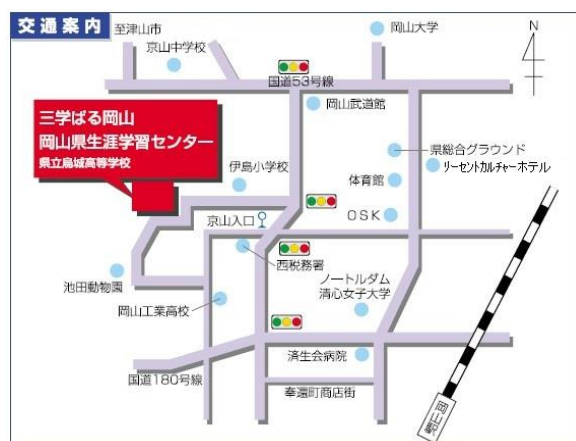 交通案内
至津山市
岡山大学
N
京山中学校
国道53号線
岡山武道館
三学ぱる岡山
岡山県生涯学習センター
県立烏城高等学校
県総合グラウンド
リーセントカルチャーホテル
伊島小学校
体育館
OSK
京山入口
西税務署
池田動物園
ノートルダム
清心女子大学
岡山工業高校
済生会病院
国道180号線
奉還町商店街
岡山駅